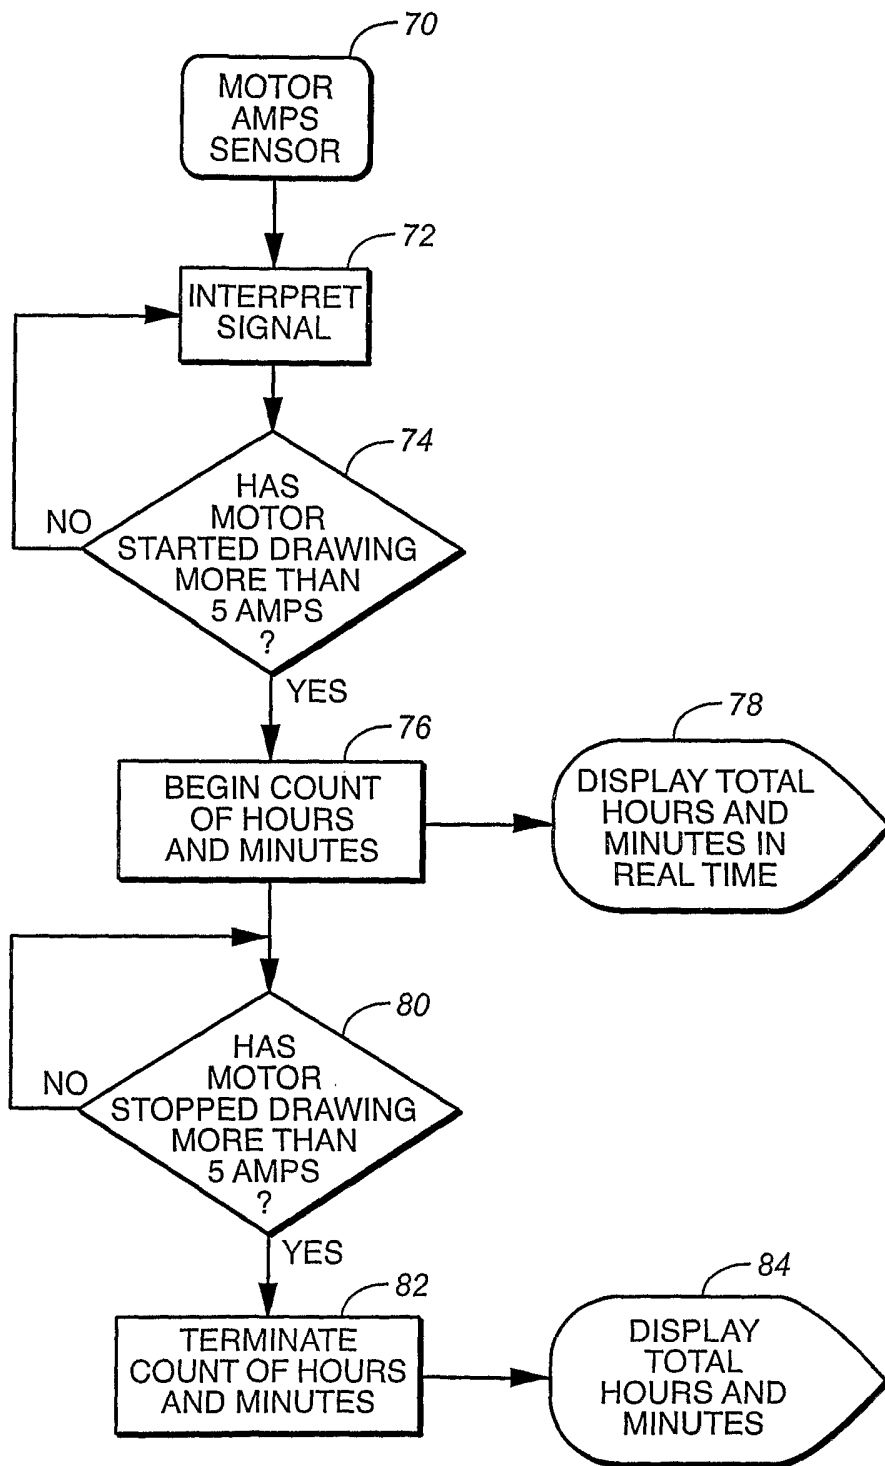 70
MOTOR
AMPS
SENSOR
72
INTERPRET
SIGNAL
74
HAS
MOTOR
STARTED DRAWING
MORE THAN
5 AMPS
?
NO
YES
76
BEGIN COUNT
OF HOURS
AND MINUTES
78
DISPLAY TOTAL
HOURS AND
MINUTES IN
REAL TIME
80
HAS
MOTOR
STOPPED DRAWING
MORE THAN
5 AMPS
?
NO
YES
82
TERMINATE
COUNT OF HOURS
AND MINUTES
84
DISPLAY
TOTAL
HOURS AND
MINUTES